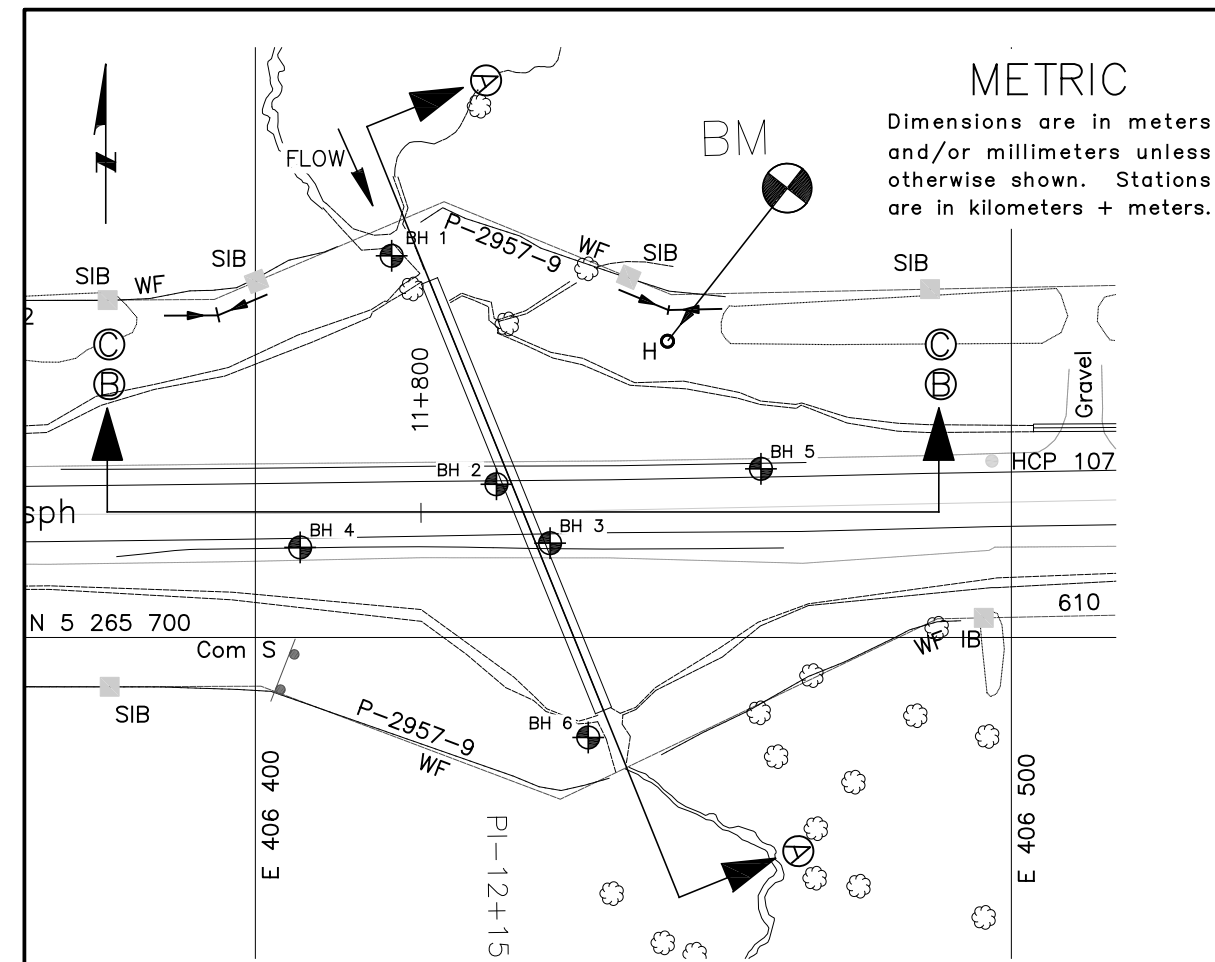 METRIC
Dimensions are in meters
and/or millimeters unless
otherwise shown. Stations
are in kilometers + meters.
A
BM
N
FLOW
BH 1
P-2957-9
WF
SIB
SIB
SIB
WF
SIB
2
C
B
11+800
H
C
B
Gravel
BH 2
BH 5
HCP 107
sph
BH 4
BH 3
N 5 265 700
610
Com S
WF
IB
SIB
P-2957-9
WF
BH 6
E 406 400
PI-12+15
A
E 406 500